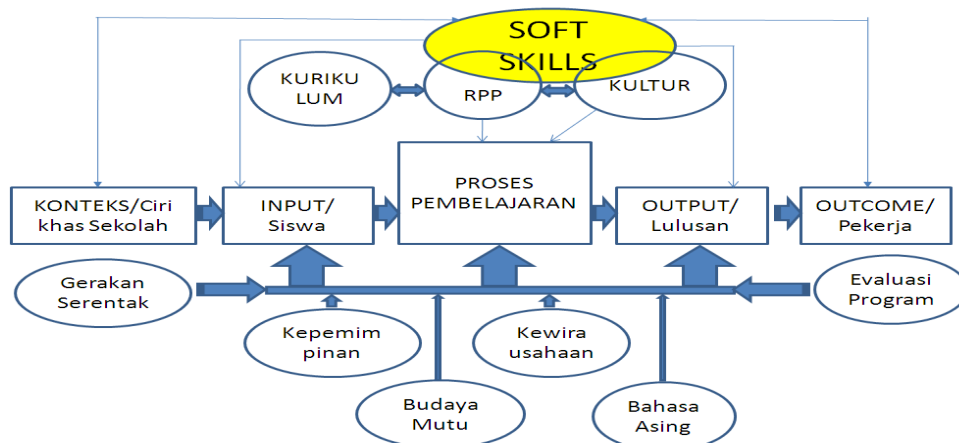 SOFT
SKILLS
KURIKU
LUM
RPP
KULTUR
KONTEKS/Ciri
khas Sekolah
INPUT/
Siswa
PROSES
PEMBELAJARAN
OUTPUT/
Lulusan
OUTCOME/
Pekerja
Gerakan
Serentak
Evaluasi
Program
Kepemim
pinan
Kewira
usahaan
Budaya
Mutu
Bahasa
Asing